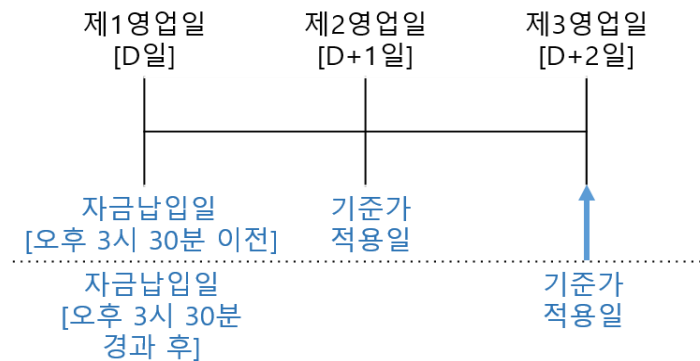 제1영업일 제2영업일 제3영업일
[D일] [D+1일] [D+2일]
자금납입일 기준가
[오후 3시 30분 이전] 적용일
자금납입일 기준가
[오후 3시 30분 적용일
경과 후]